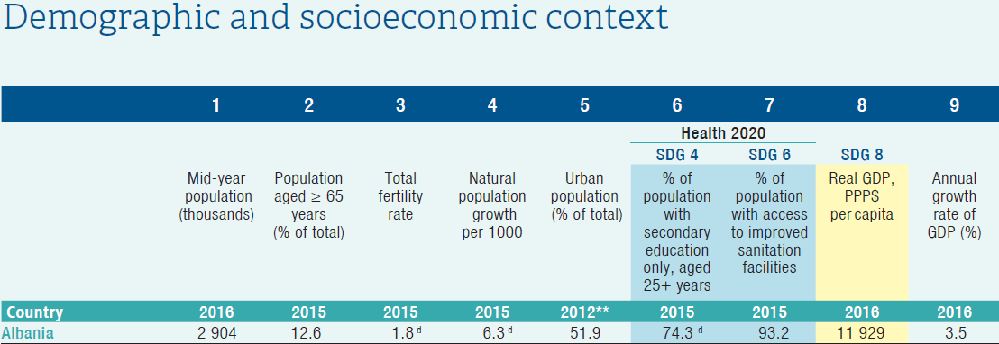 Demographic and socioeconomic context
1 2 3 4 5 6 7 8 9
Health 2020
SDG 4 SDG 6 SDG 8
Mid-year Population Total Natural Urban % of % of Real GDP, Annual
population aged ≥ 65 fertility population population population population PPP$ growth
(thousands) years rate growth (% of total) with with access per capita rate of
(% of total) per 1000 secondary to improved GDP (%)
education sanitation
only, aged facilities
25+ years
Country 2016 2015 2015 2015 2012** 2015 2015 2016 2016
Albania 2 904 12.6 1.8 d 6.3 d 51.9 74.3 d 93.2 11 929 3.5